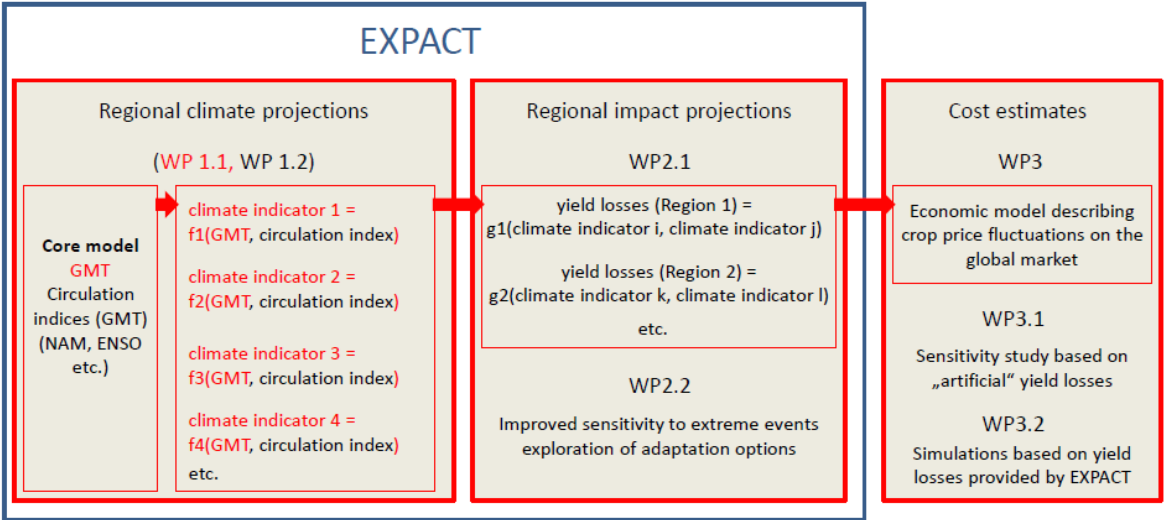 EXPACT
Regional climate projections
(WP 1.1, WP 1.2)
Core model
GMT
Circulation
indices (GMT)
(NAM, ENSO
etc.)
climate indicator 1 =
f1(GMT, circulation index)
climate indicator 2 =
f2(GMT, circulation index)
climate indicator 3 =
f3(GMT, circulation index)
climate indicator 4 =
f4(GMT, circulation index)
etc.
Regional impact projections
WP2.1
yield losses (Region 1) =
g1(climate indicator i, climate indicator j)
yield losses (Region 2) =
g2(climate indicator k, climate indicator l)
etc.
WP2.2
Improved sensitivity to extreme events
exploration of adaptation options
Cost estimates
WP3
Economic model describing
crop price fluctuations on the
global market
WP3.1
Sensitivity study based on
„artificial“ yield losses
WP3.2
Simulations based on yield
losses provided by EXPACT